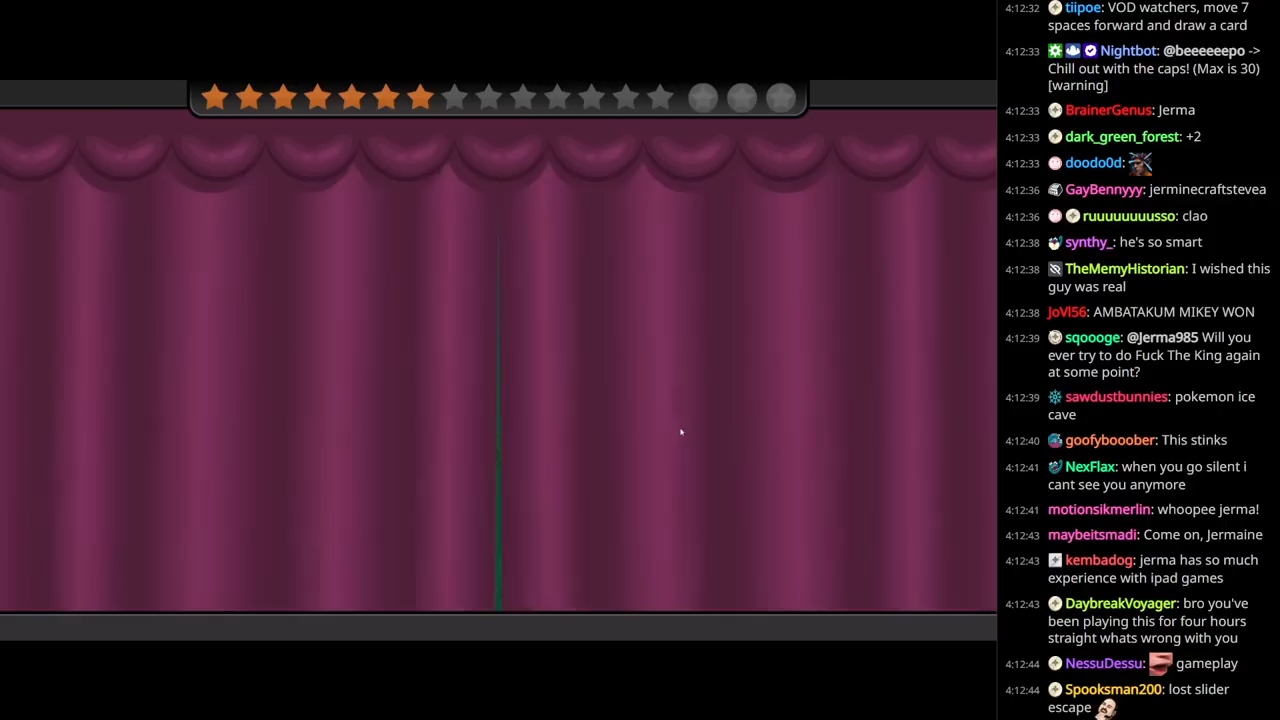 4:12:32 tiipoe: VOD watchers, move 7
spaces forward and draw a card
4:12:33 Nightbot: @beeeeeepo ->
Chill out with the caps! (Max is 30)
[warning]
4:12:33 BrainerGenus: Jerma
4:12:33 dark_green_forest: +2
4:12:33 doodo0d:
4:12:36 GayBennyyy: jerminecraftstevea
4:12:36 ruuuuuuusso: clao
4:12:38 synthy_: he's so smart
4:12:38 TheMemyHistorian: I wished this
guy was real
4:12:38 JoVl56: AMBATAKUM MIKEY WON
4:12:39 sqoooge: @Jerma985 Will you
ever try to do Fuck The King again
at some point?
4:12:39 sawdustbunnies: pokemon ice
cave
4:12:40 goofybooober: This stinks
4:12:41 NexFlax: when you go silent i
cant see you anymore
4:12:41 motionsikmerlin: whoopee jerma!
4:12:43 maybeitsmadi: Come on, Jermaine
4:12:43 kembadog: jerma has so much
experience with ipad games
4:12:43 DaybreakVoyager: bro you've
been playing this for four hours
straight whats wrong with you
4:12:44 NessuDessu: gameplay
4:12:44 Spooksman200: lost slider
escape